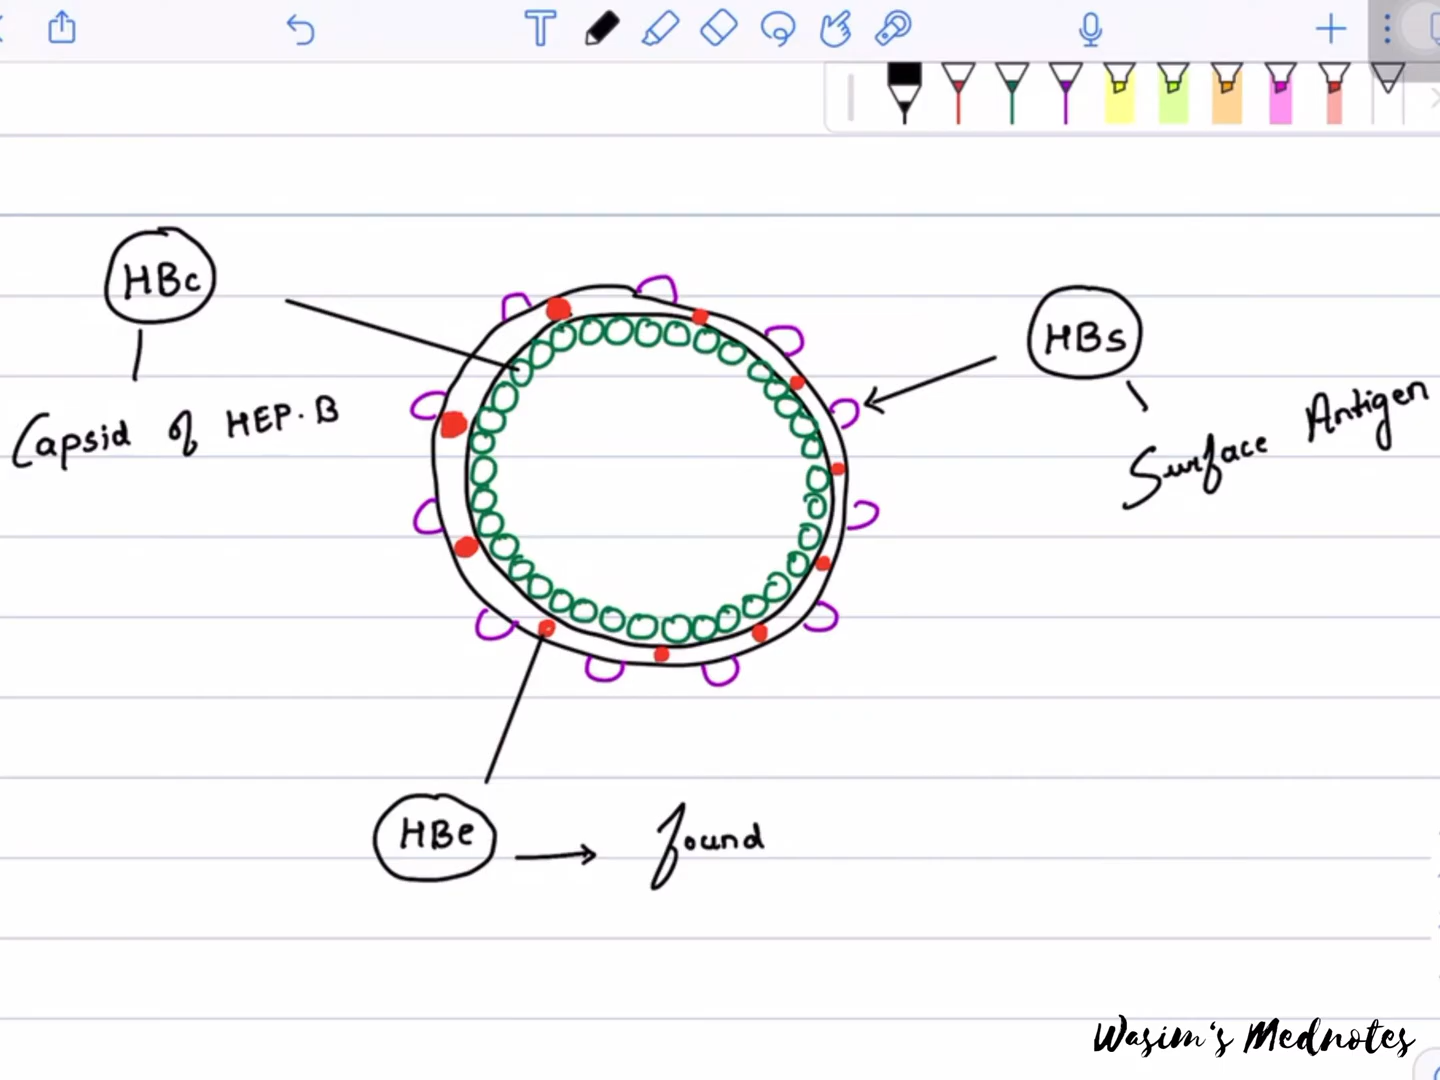 HBc
Capsid of HEP. B
HBs
Surface Antigen
HBe → found
Wasim's Mednotes